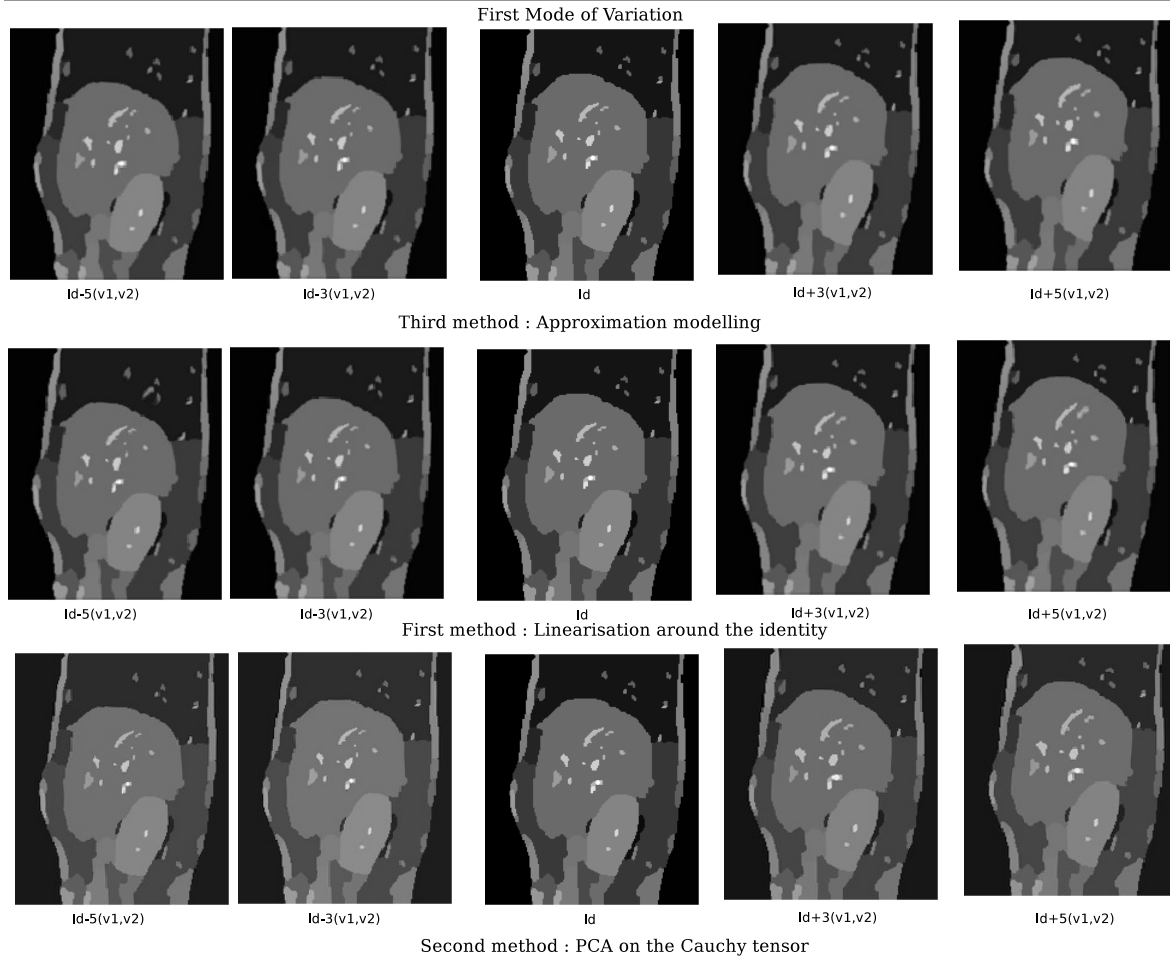 First Mode of Variation
Id-5(v1,v2) Id-3(v1,v2) Id Id+3(v1,v2) Id+5(v1,v2)
Third method : Approximation modelling
Id-5(v1,v2) Id-3(v1,v2) Id Id+3(v1,v2) Id+5(v1,v2)
First method : Linearisation around the identity
Id-5(v1,v2) Id-3(v1,v2) Id Id+3(v1,v2) Id+5(v1,v2)
Second method : PCA on the Cauchy tensor